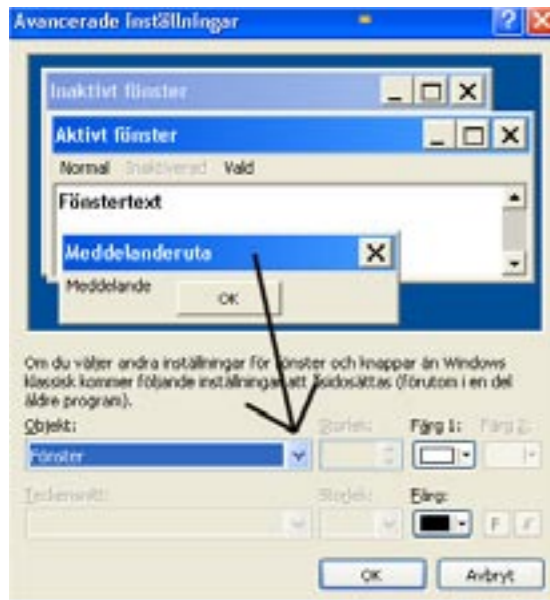 Avancerade inställningar
Inaktivt fönster
Aktivt fönster
Normal Inaktiverad Vald
Fönstertext
Meddelanderuta
Meddelande
OK
Om du väljer andra inställningar för fönster och knappar än Windows
klassisk kommer följande inställningar att åsidosättas (förutom i en del
äldre program).
Objekt: Storlek: Färg 1: Färg 2:
Fönster
Teckensnitt: Storlek: Färg:
F F
OK Avbryt